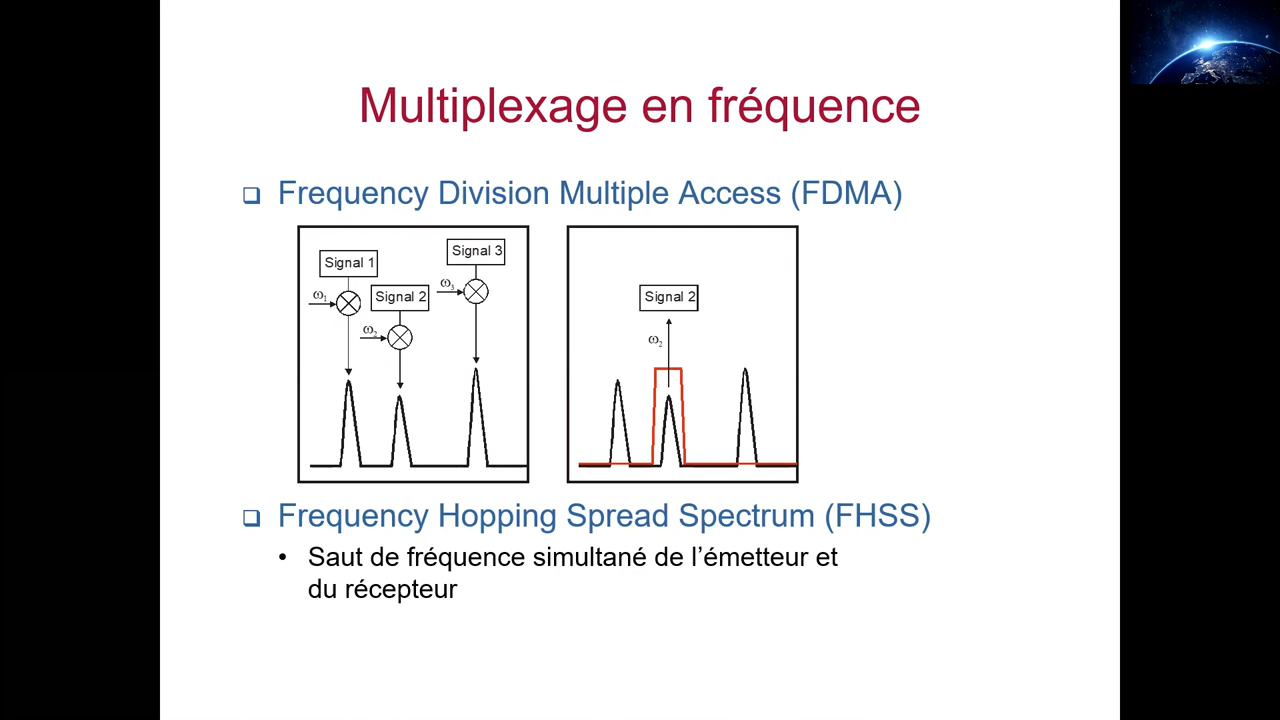 Multiplexage en fréquence
❑ Frequency Division Multiple Access (FDMA)
Signal 1
Signal 2
Signal 3
ω1
ω2
ω3
Signal 2
ω2
❑ Frequency Hopping Spread Spectrum (FHSS)
• Saut de fréquence simultané de l’émetteur et
du récepteur